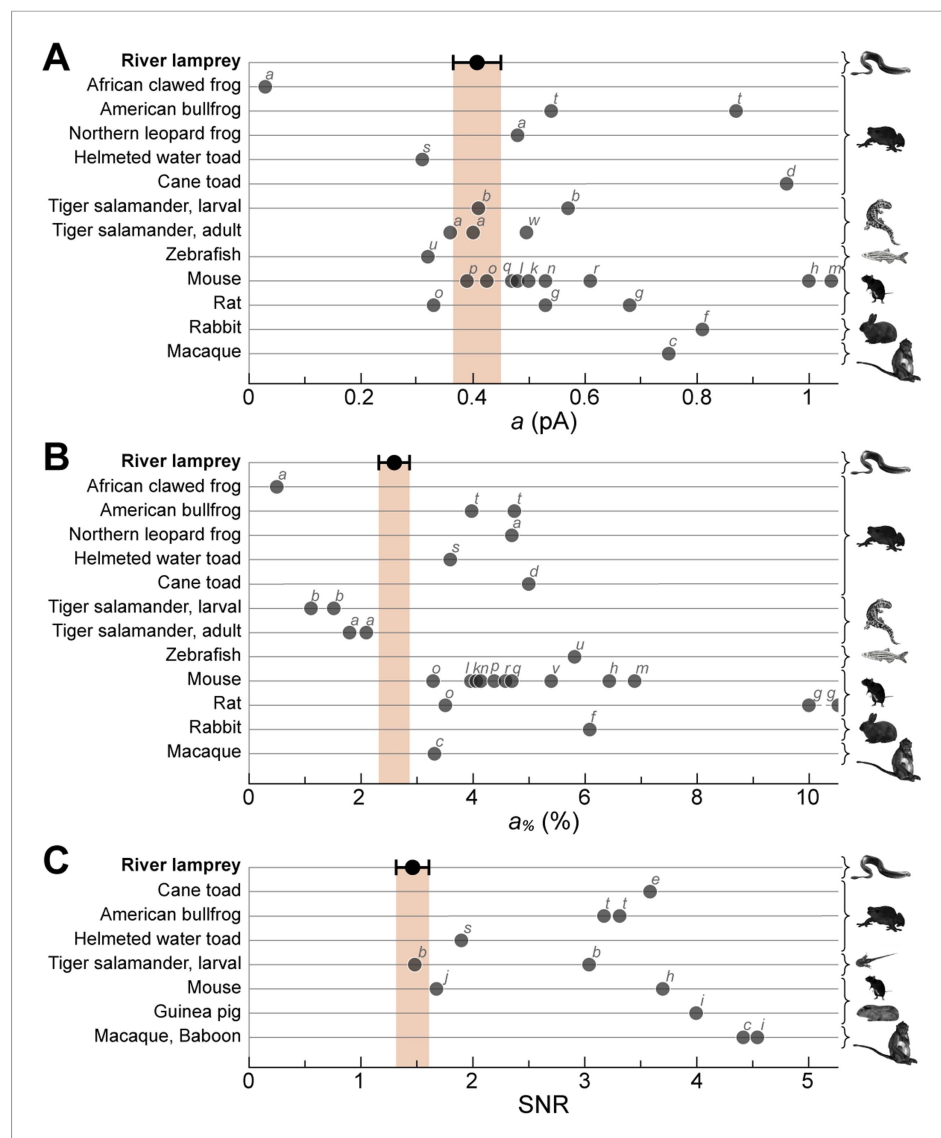 A
River lamprey
African clawed frog a
American bullfrog t t
Northern leopard frog a
Helmeted water toad s
Cane toad d
Tiger salamander, larval b b
Tiger salamander, adult a a w
Zebrafish u
Mouse p o q l k n r h m
Rat o g g
Rabbit f
Macaque c
0 0.2 0.4 0.6 0.8 1
a (pA)
B
River lamprey
African clawed frog a
American bullfrog t t
Northern leopard frog a
Helmeted water toad s
Cane toad d
Tiger salamander, larval b b
Tiger salamander, adult a a
Zebrafish u
Mouse o l k n p r q v h m
Rat o g g
Rabbit f
Macaque c
0 2 4 6 8 10
a% (%)
C
River lamprey
Cane toad e
American bullfrog t t
Helmeted water toad s
Tiger salamander, larval b b
Mouse j h
Guinea pig i
Macaque, Baboon c i
0 1 2 3 4 5
SNR